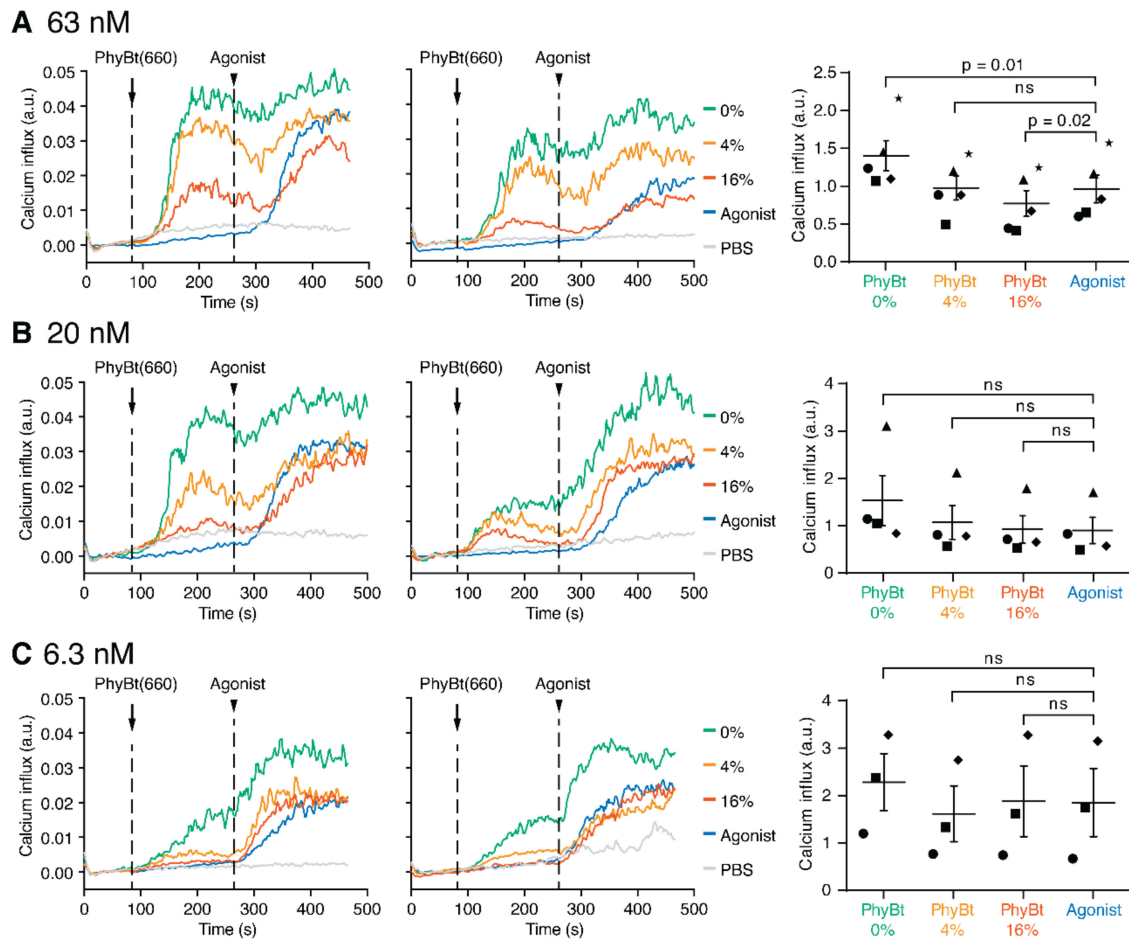 A 63 nM
PhyBt(660) Agonist
Calcium influx (a.u.)
0.05
0.04
0.03
0.02
0.01
0.00
0 100 200 300 400 500
Time (s)
PhyBt(660) Agonist
0 100 200 300 400 500
Time (s)
0%
4%
16%
Agonist
PBS
p = 0.01
ns
p = 0.02
Calcium influx (a.u.)
2.5
2.0
1.5
1.0
0.5
0.0
PhyBt PhyBt PhyBt Agonist
0% 4% 16%
B 20 nM
PhyBt(660) Agonist
Calcium influx (a.u.)
0.05
0.04
0.03
0.02
0.01
0.00
0 100 200 300 400 500
Time (s)
PhyBt(660) Agonist
0 100 200 300 400 500
Time (s)
0%
4%
16%
Agonist
PBS
ns
ns
ns
Calcium influx (a.u.)
4
3
2
1
0
PhyBt PhyBt PhyBt Agonist
0% 4% 16%
C 6.3 nM
PhyBt(660) Agonist
Calcium influx (a.u.)
0.05
0.04
0.03
0.02
0.01
0.00
0 100 200 300 400 500
Time (s)
PhyBt(660) Agonist
0 100 200 300 400 500
Time (s)
0%
4%
16%
Agonist
PBS
ns
ns
ns
Calcium influx (a.u.)
4
3
2
1
0
PhyBt PhyBt PhyBt Agonist
0% 4% 16%